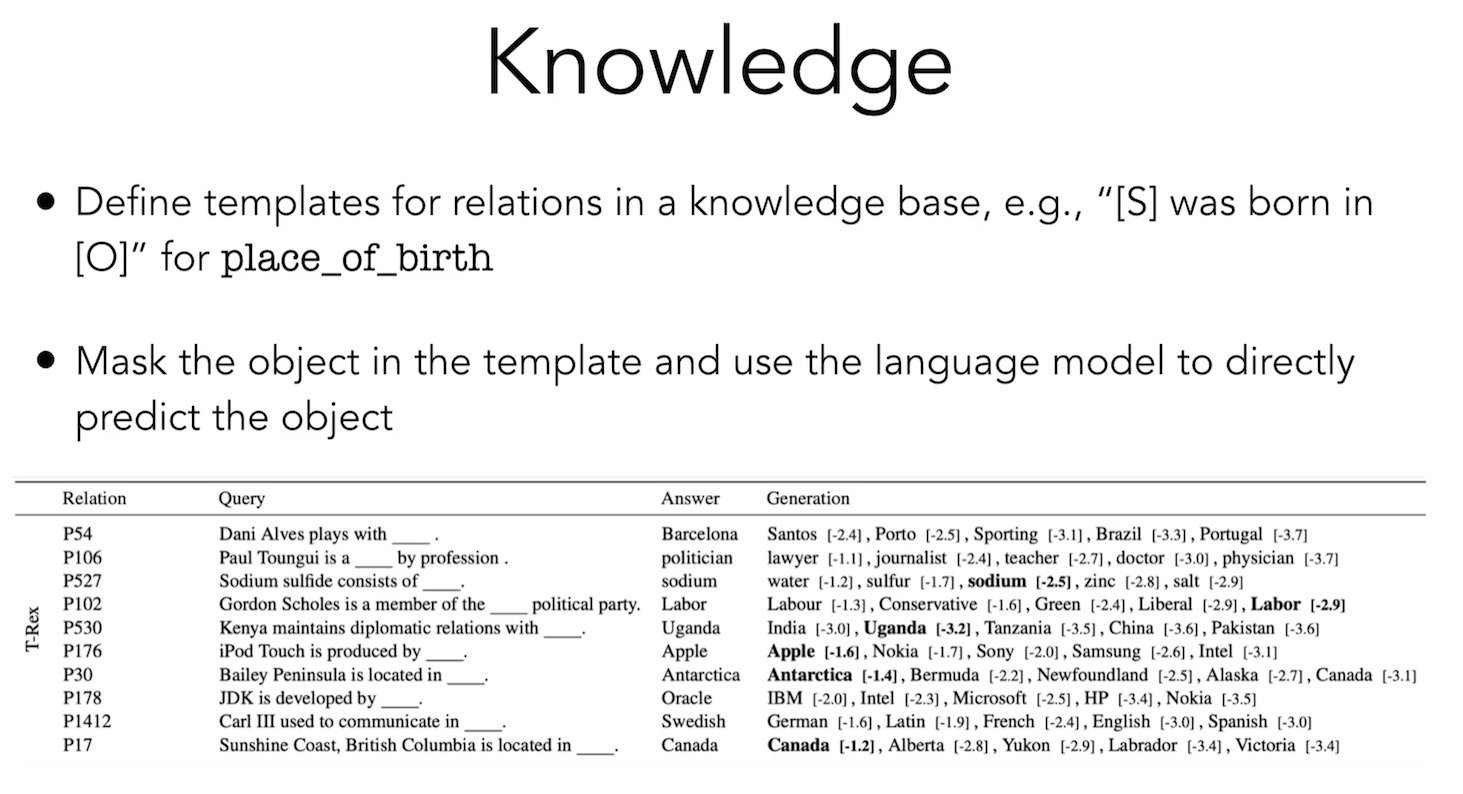 Knowledge
• Define templates for relations in a knowledge base, e.g., “[S] was born in
[O]” for place_of_birth
• Mask the object in the template and use the language model to directly
predict the object
Relation Query Answer Generation
T-Rex
P54 Dani Alves plays with ____ . Barcelona Santos [-2.4] , Porto [-2.5] , Sporting [-3.1] , Brazil [-3.3] , Portugal [-3.7]
P106 Paul Toungui is a ____ by profession . politician lawyer [-1.1] , journalist [-2.4] , teacher [-2.7] , doctor [-3.0] , physician [-3.7]
P527 Sodium sulfide consists of ____ . sodium water [-1.2] , sulfur [-1.7] , sodium [-2.5] , zinc [-2.8] , salt [-2.9]
P102 Gordon Scholes is a member of the ____ political party. Labor Labour [-1.3] , Conservative [-1.6] , Green [-2.4] , Liberal [-2.9] , Labor [-2.9]
P530 Kenya maintains diplomatic relations with ____ . Uganda India [-3.0] , Uganda [-3.2] , Tanzania [-3.5] , China [-3.6] , Pakistan [-3.6]
P176 iPod Touch is produced by ____ . Apple Apple [-1.6] , Nokia [-1.7] , Sony [-2.0] , Samsung [-2.6] , Intel [-3.1]
P30 Bailey Peninsula is located in ____ . Antarctica Antarctica [-1.4] , Bermuda [-2.2] , Newfoundland [-2.5] , Alaska [-2.7] , Canada [-3.1]
P178 JDK is developed by ____ . Oracle IBM [-2.0] , Intel [-2.3] , Microsoft [-2.5] , HP [-3.4] , Nokia [-3.5]
P1412 Carl III used to communicate in ____ . Swedish German [-1.6] , Latin [-1.9] , French [-2.4] , English [-3.0] , Spanish [-3.0]
P17 Sunshine Coast, British Columbia is located in ____ . Canada Canada [-1.2] , Alberta [-2.8] , Yukon [-2.9] , Labrador [-3.4] , Victoria [-3.4]